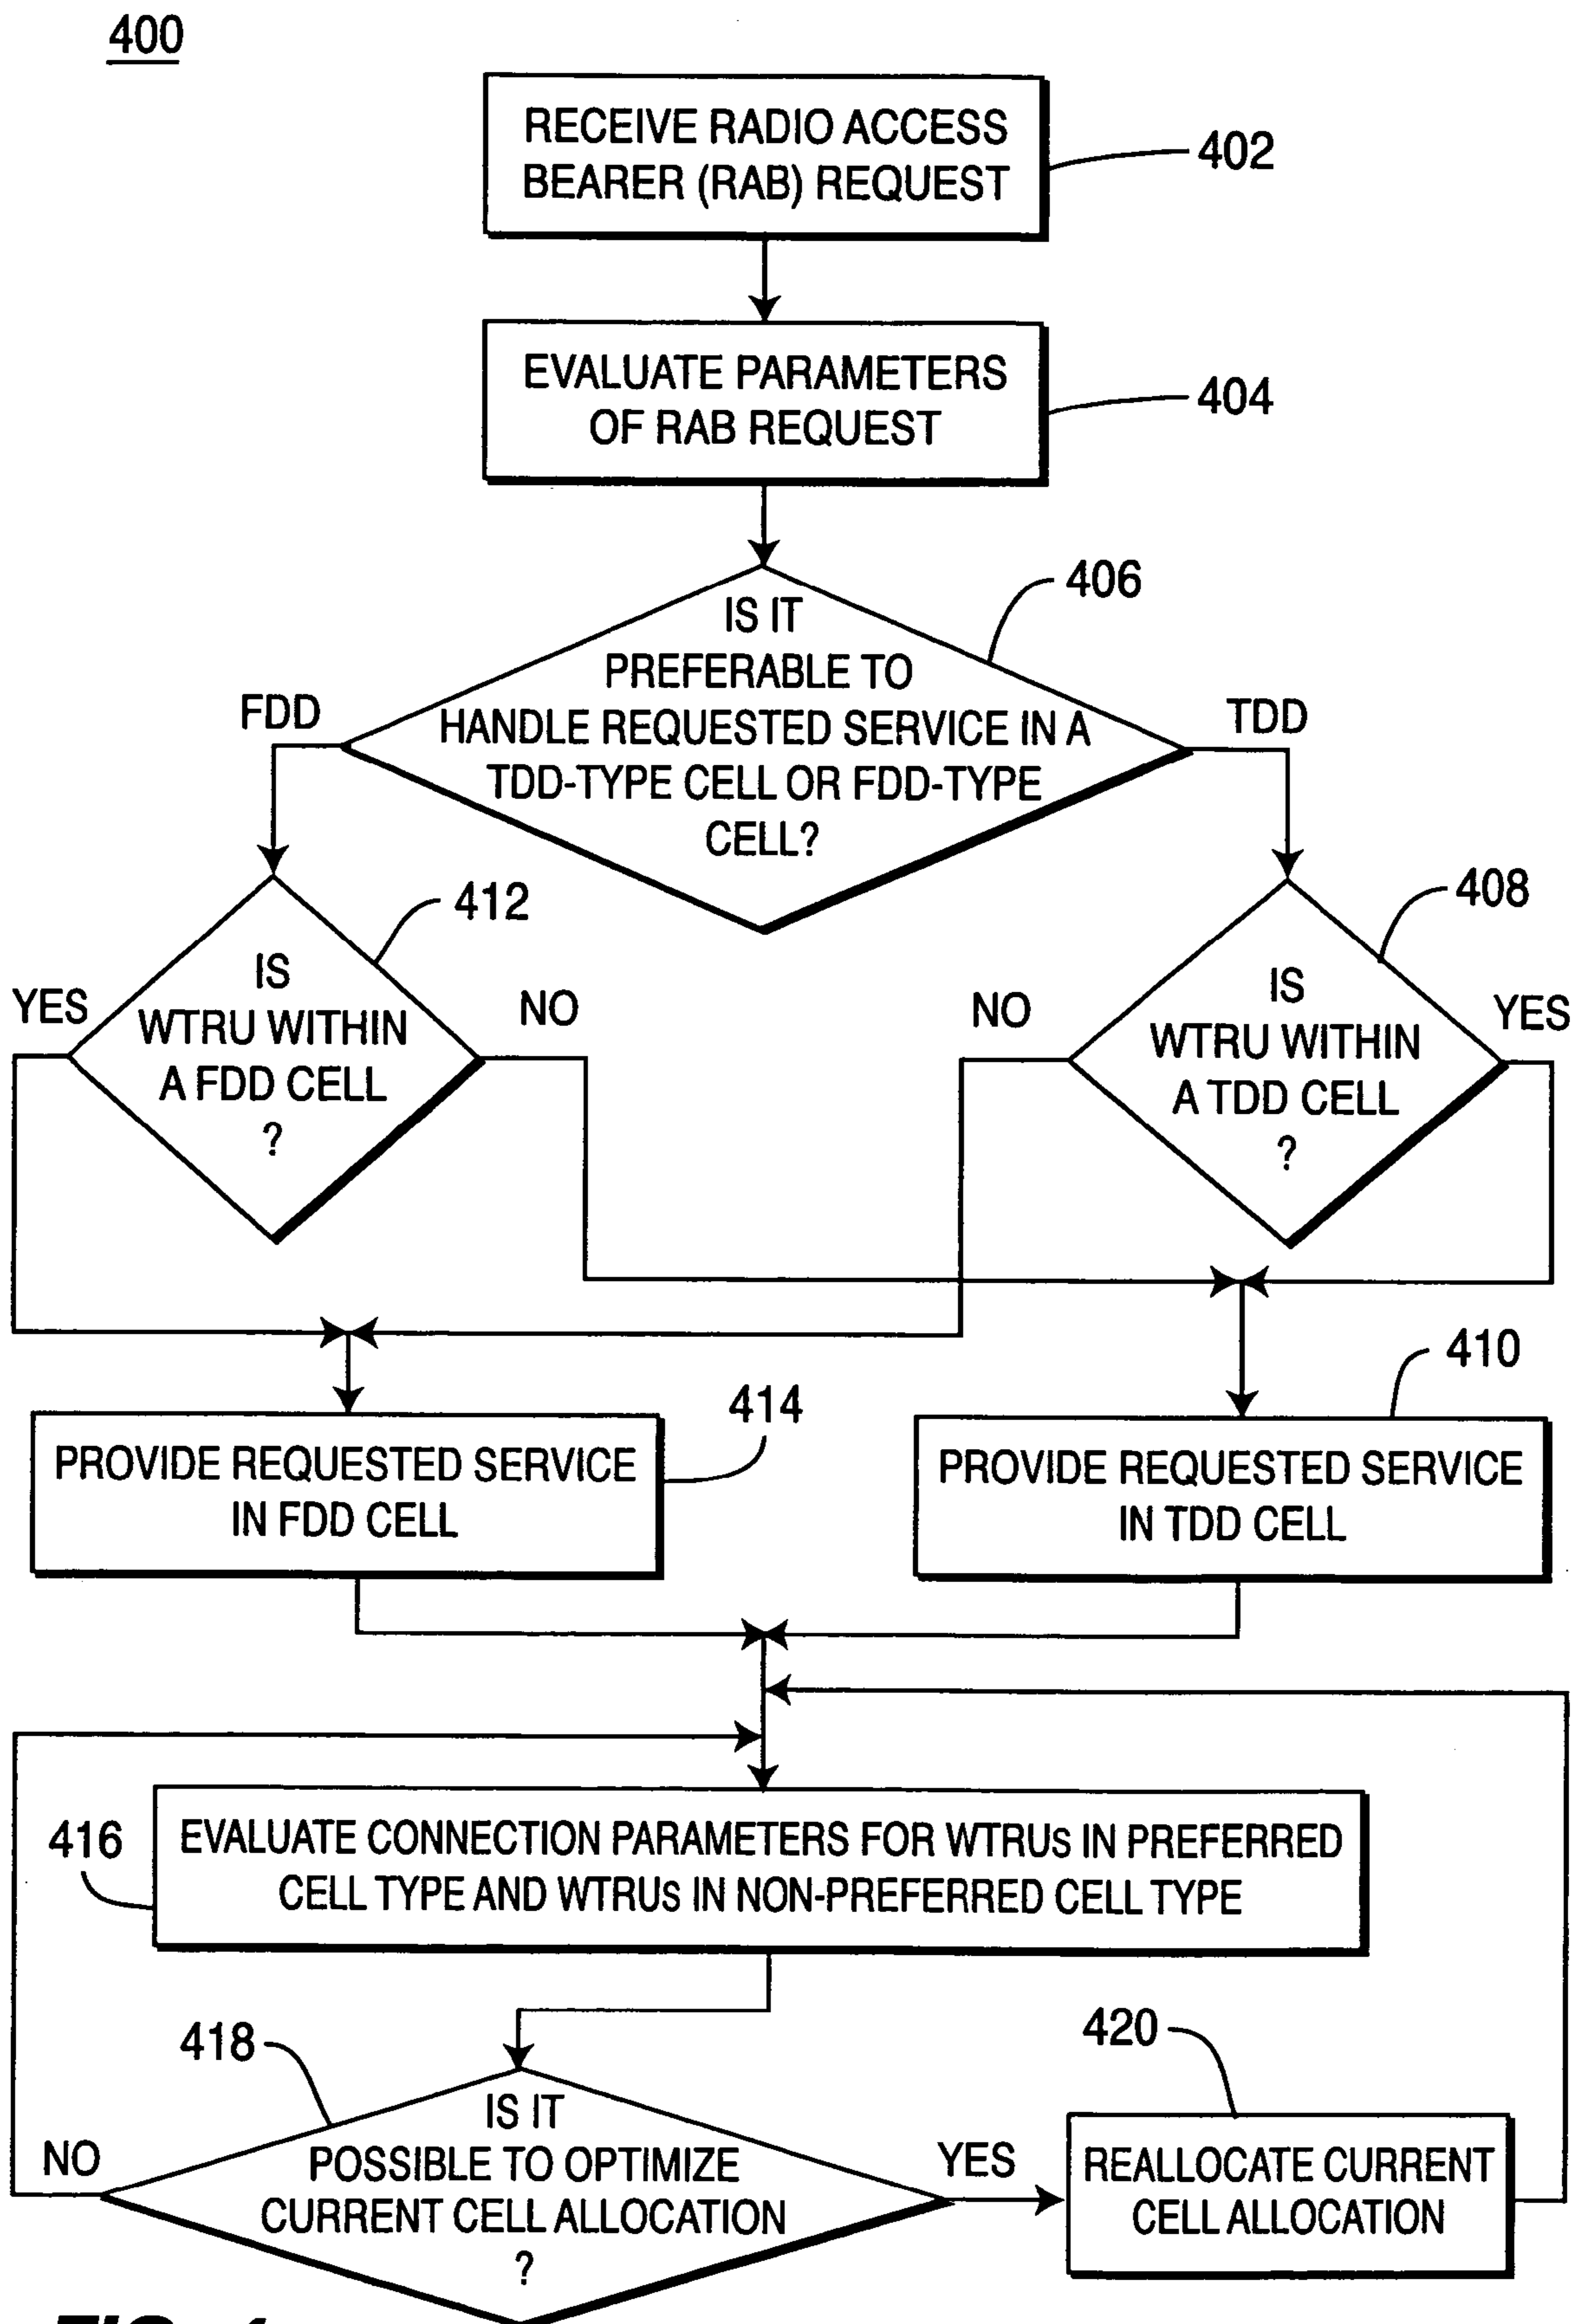 400
RECEIVE RADIO ACCESS
BEARER (RAB) REQUEST
402
EVALUATE PARAMETERS
OF RAB REQUEST
404
406
IS IT
PREFERABLE TO
HANDLE REQUESTED SERVICE IN A
TDD-TYPE CELL OR FDD-TYPE
CELL?
FDD
TDD
412
408
IS
WTRU WITHIN
A FDD CELL
?
YES
NO
IS
WTRU WITHIN
A TDD CELL
?
NO
YES
414
410
PROVIDE REQUESTED SERVICE
IN FDD CELL
PROVIDE REQUESTED SERVICE
IN TDD CELL
416
EVALUATE CONNECTION PARAMETERS FOR WTRUs IN PREFERRED
CELL TYPE AND WTRUs IN NON-PREFERRED CELL TYPE
418
420
IS IT
POSSIBLE TO OPTIMIZE
CURRENT CELL ALLOCATION
?
NO
YES
REALLOCATE CURRENT
CELL ALLOCATION